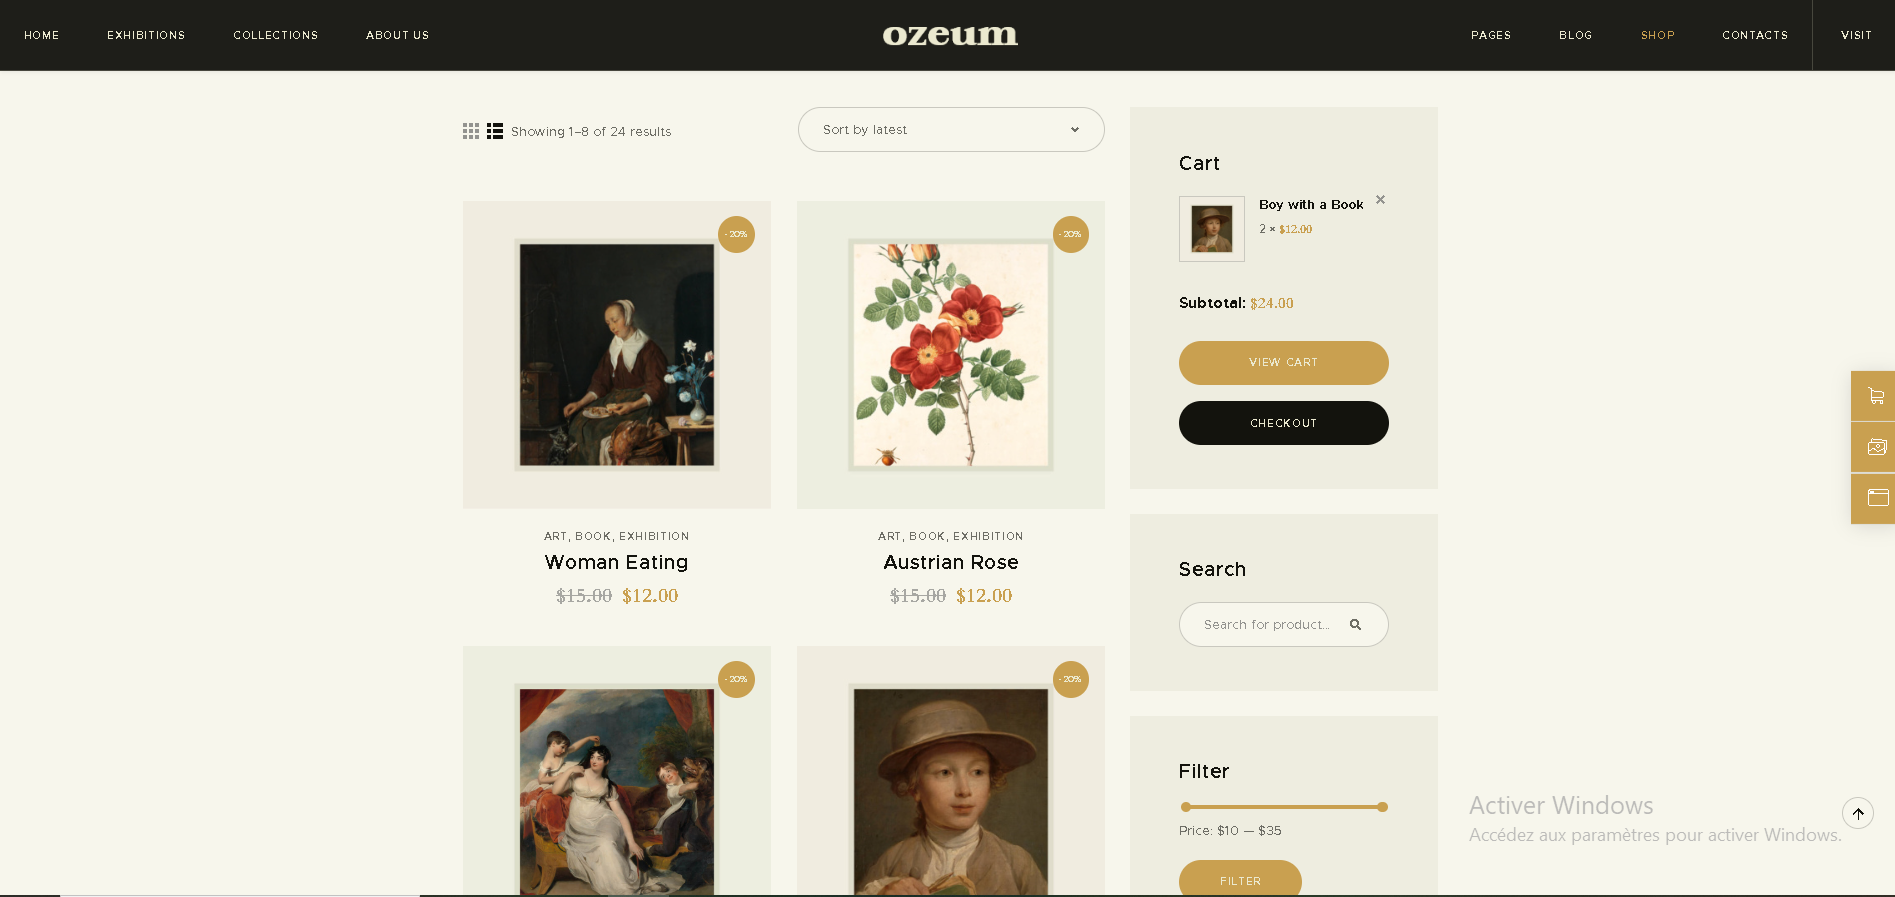 HOME EXHIBITIONS COLLECTIONS ABOUT US ozeum PAGES BLOG SHOP CONTACTS VISIT
Showing 1–8 of 24 results
Sort by latest
- 20%
ART, BOOK, EXHIBITION
Woman Eating
$15.00 $12.00
- 20%
ART, BOOK, EXHIBITION
Austrian Rose
$15.00 $12.00
- 20%
- 20%
Cart
Boy with a Book ×
2 × $12.00
Subtotal: $24.00
VIEW CART
CHECKOUT
Search
Search for product...
Filter
Price: $10 — $35
FILTER
Activer Windows
Accédez aux paramètres pour activer Windows.